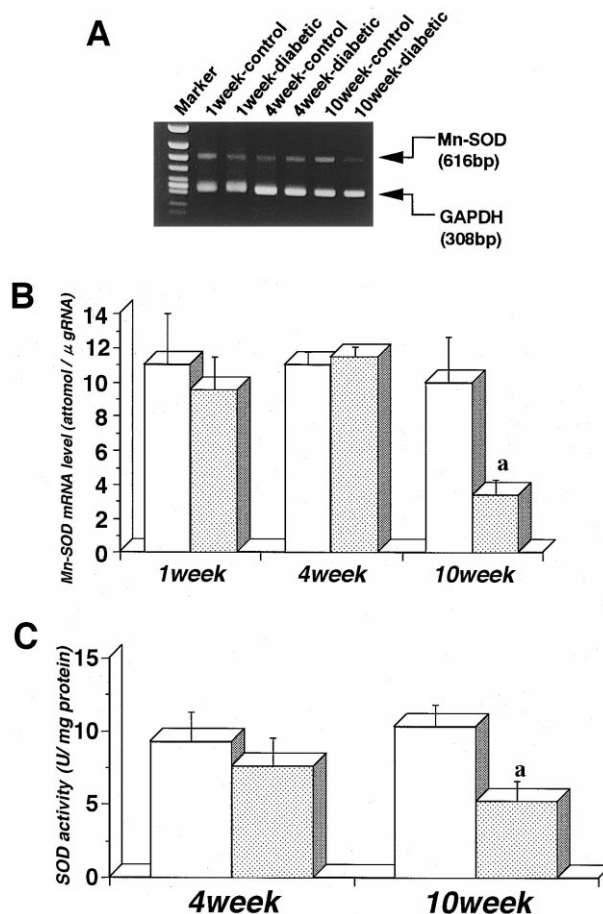 A
Marker
1week-control
1week-diabetic
4week-control
4week-diabetic
10week-control
10week-diabetic
Mn-SOD
(616bp)
GAPDH
(308bp)
B
Mn-SOD mRNA level (attomol / μ gRNA)
14
12
10
8
6
4
2
0
a
1week
4week
10week
C
SOD activity (U/ mg protein)
15
10
5
0
a
4week
10week